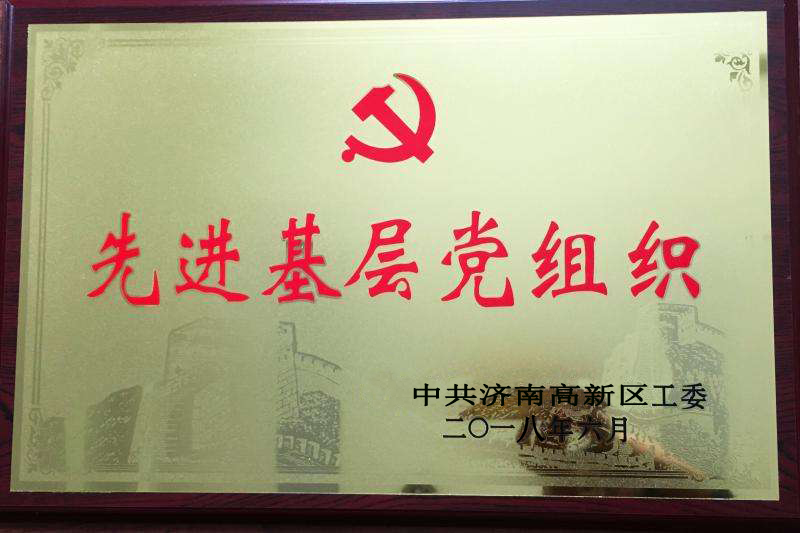 先进基层党组织
中共济南高新区工委
二〇一八年六月